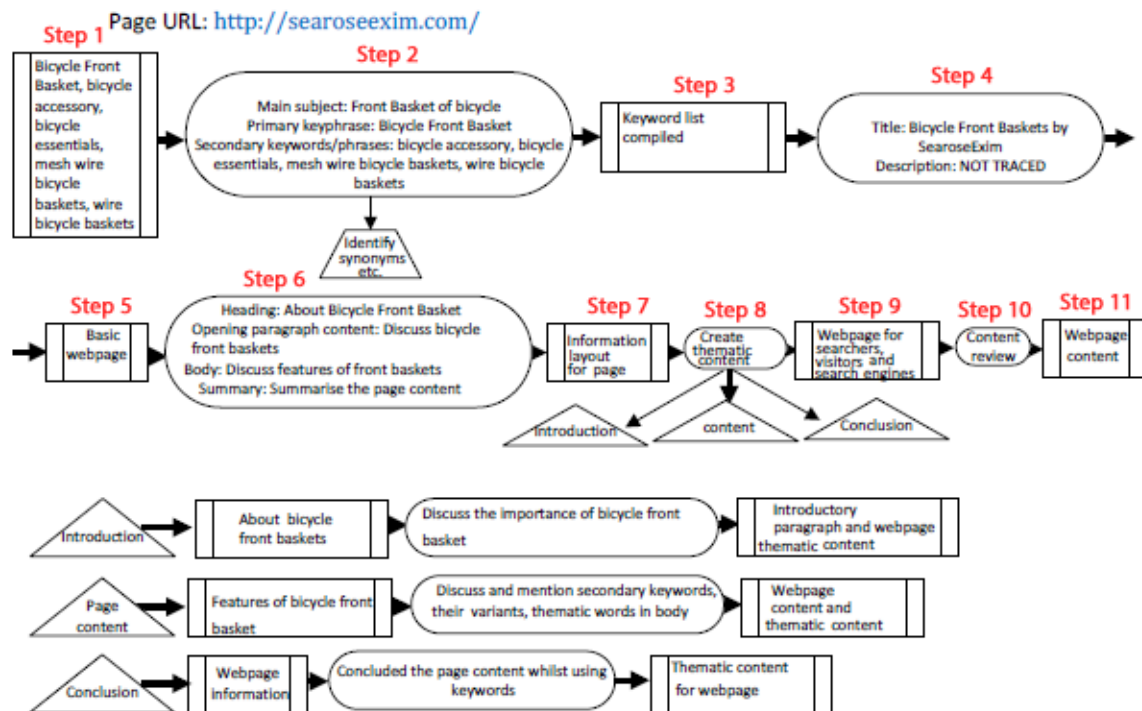 Page URL: http://searoseexim.com/
Step 1
Bicycle Front
Basket, bicycle
accessory,
bicycle
essentials,
mesh wire
bicycle
baskets, wire
bicycle baskets
Step 2
Main subject: Front Basket of bicycle
Primary keyphrase: Bicycle Front Basket
Secondary keywords/phrases: bicycle accessory, bicycle
essentials, mesh wire bicycle baskets, wire bicycle
baskets
Identify
synonyms
etc.
Step 3
Keyword list
compiled
Step 4
Title: Bicycle Front Baskets by
SearoseExim
Description: NOT TRACED
Step 5
Basic
webpage
Step 6
Heading: About Bicycle Front Basket
Opening paragraph content: Discuss bicycle
front baskets
Body: Discuss features of front baskets
Summary: Summarise the page content
Step 7
Information
layout
for page
Step 8
Create
thematic
content
Introduction
content
Conclusion
Step 9
Webpage for
searchers,
visitors and
search engines
Step 10
Content
review
Step 11
Webpage
content
Introduction
About bicycle
front baskets
Discuss the importance of bicycle front
basket
Introductory
paragraph and webpage
thematic content
Page
content
Features of bicycle front
basket
Discuss and mention secondary keywords,
their variants, thematic words in body
Webpage
content and
thematic content
Conclusion
Webpage
information
Concluded the page content whilst using
keywords
Thematic content
for webpage